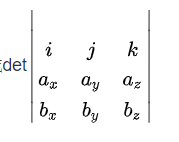 det | i j k |
| a_x a_y a_z |
| b_x b_y b_z |